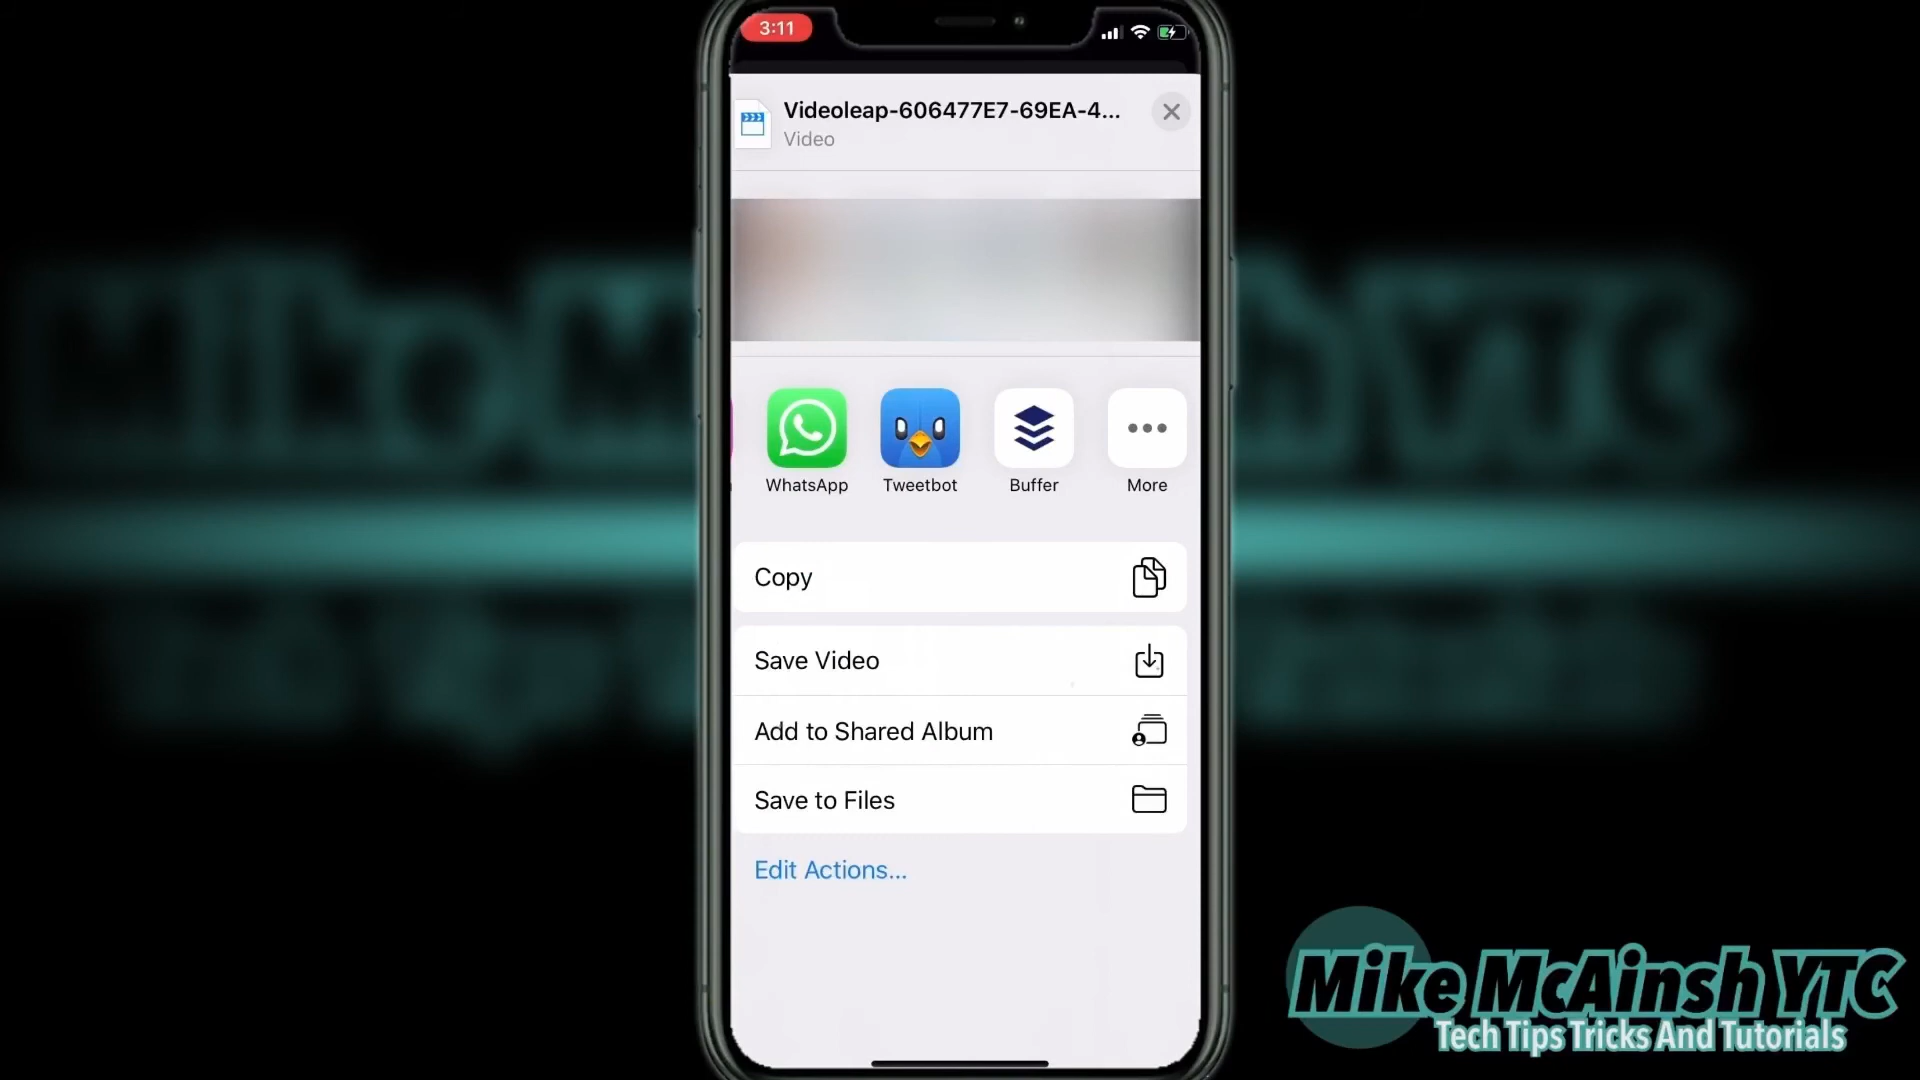 3:11
Videoleap-606477E7-69EA-4...
Video
WhatsApp
Tweetbot
Buffer
More
Copy
Save Video
Add to Shared Album
Save to Files
Edit Actions...
Mike McAinsh YTC
Tech Tips Tricks And Tutorials